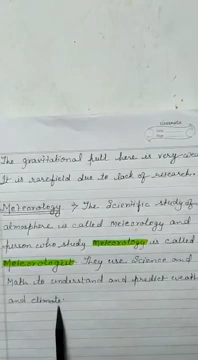 The gravitational pull here is very wea
It is rarefield due to lack of research.
Meteorology → The Scientific study of
atmosphere is called meteorology and
person who study Meteorology is called
Meteorologist. They use Science and
Math to understand and predict weath
and climate.